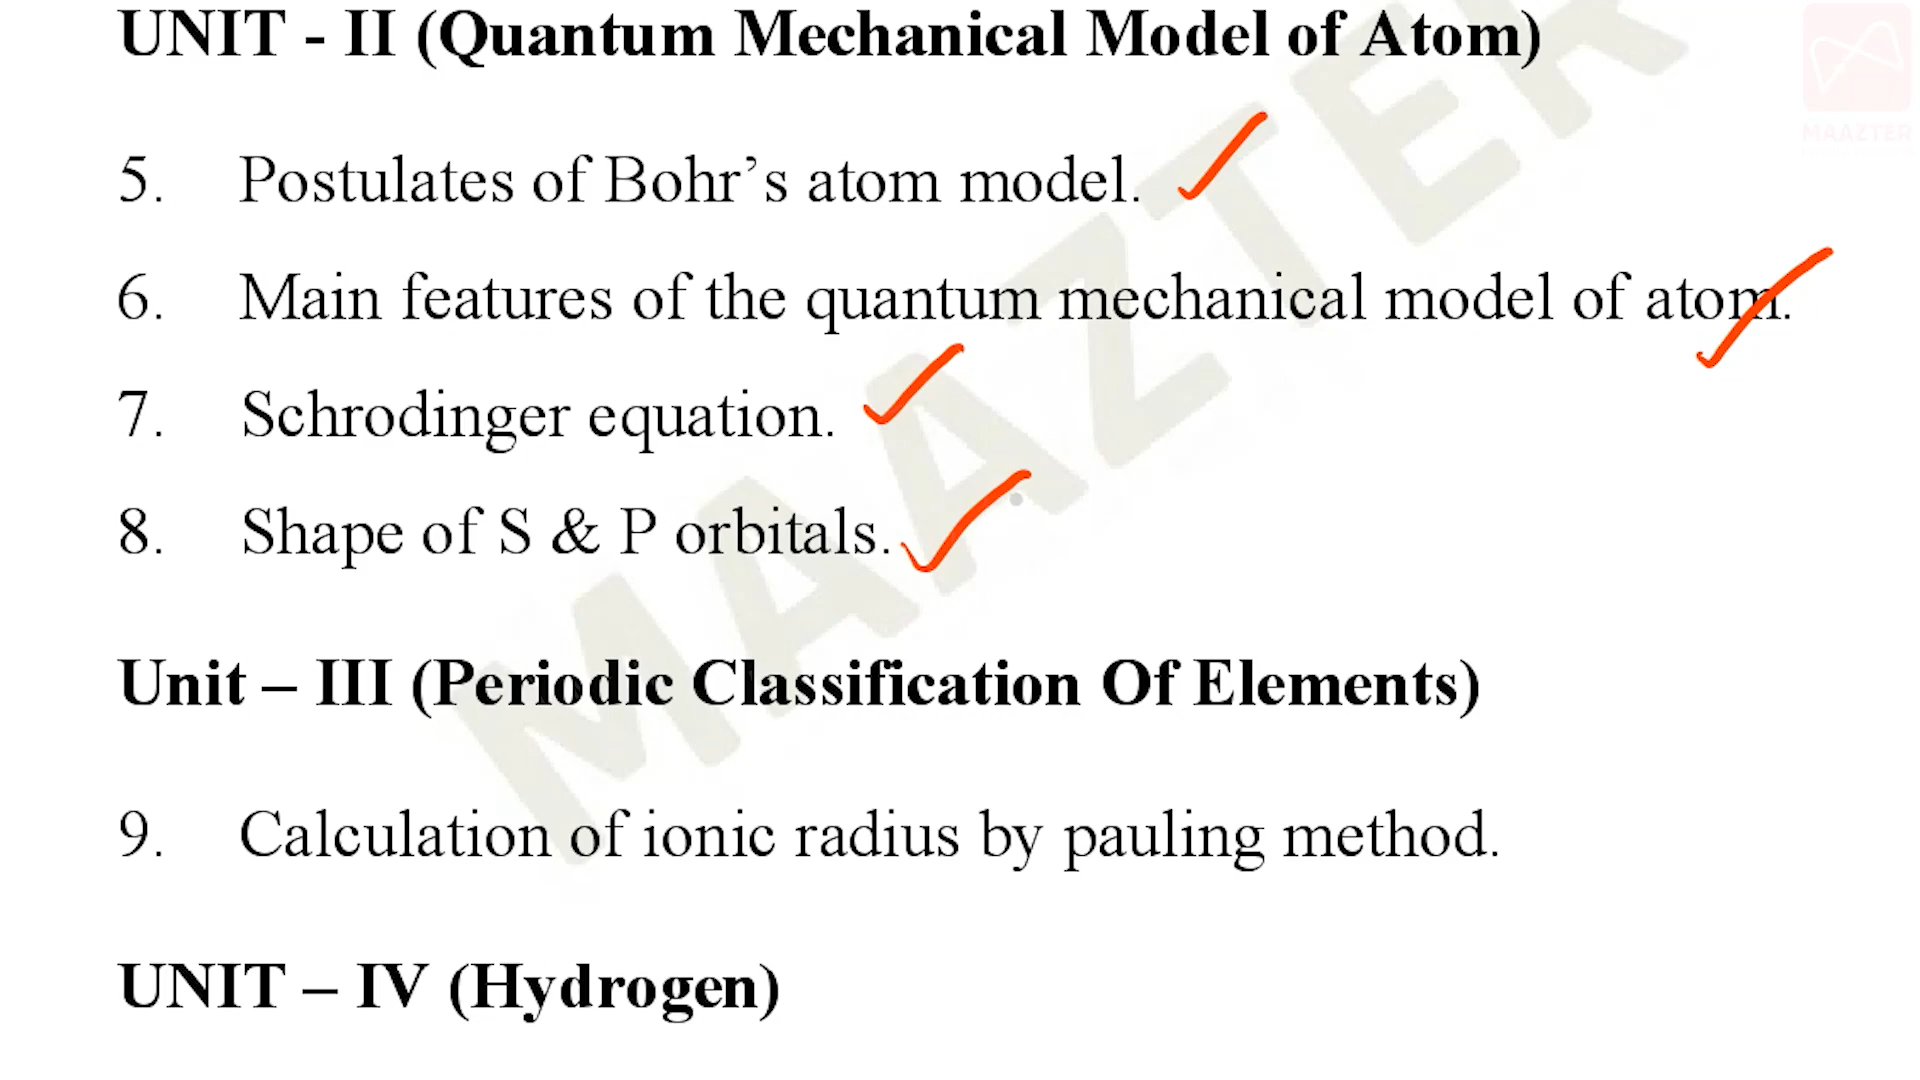 UNIT - II (Quantum Mechanical Model of Atom)
MAAZTER
5. Postulates of Bohr’s atom model.
6. Main features of the quantum mechanical model of atom.
7. Schrodinger equation.
8. Shape of S & P orbitals.
MAAZTER
Unit – III (Periodic Classification Of Elements)
9. Calculation of ionic radius by pauling method.
UNIT – IV (Hydrogen)